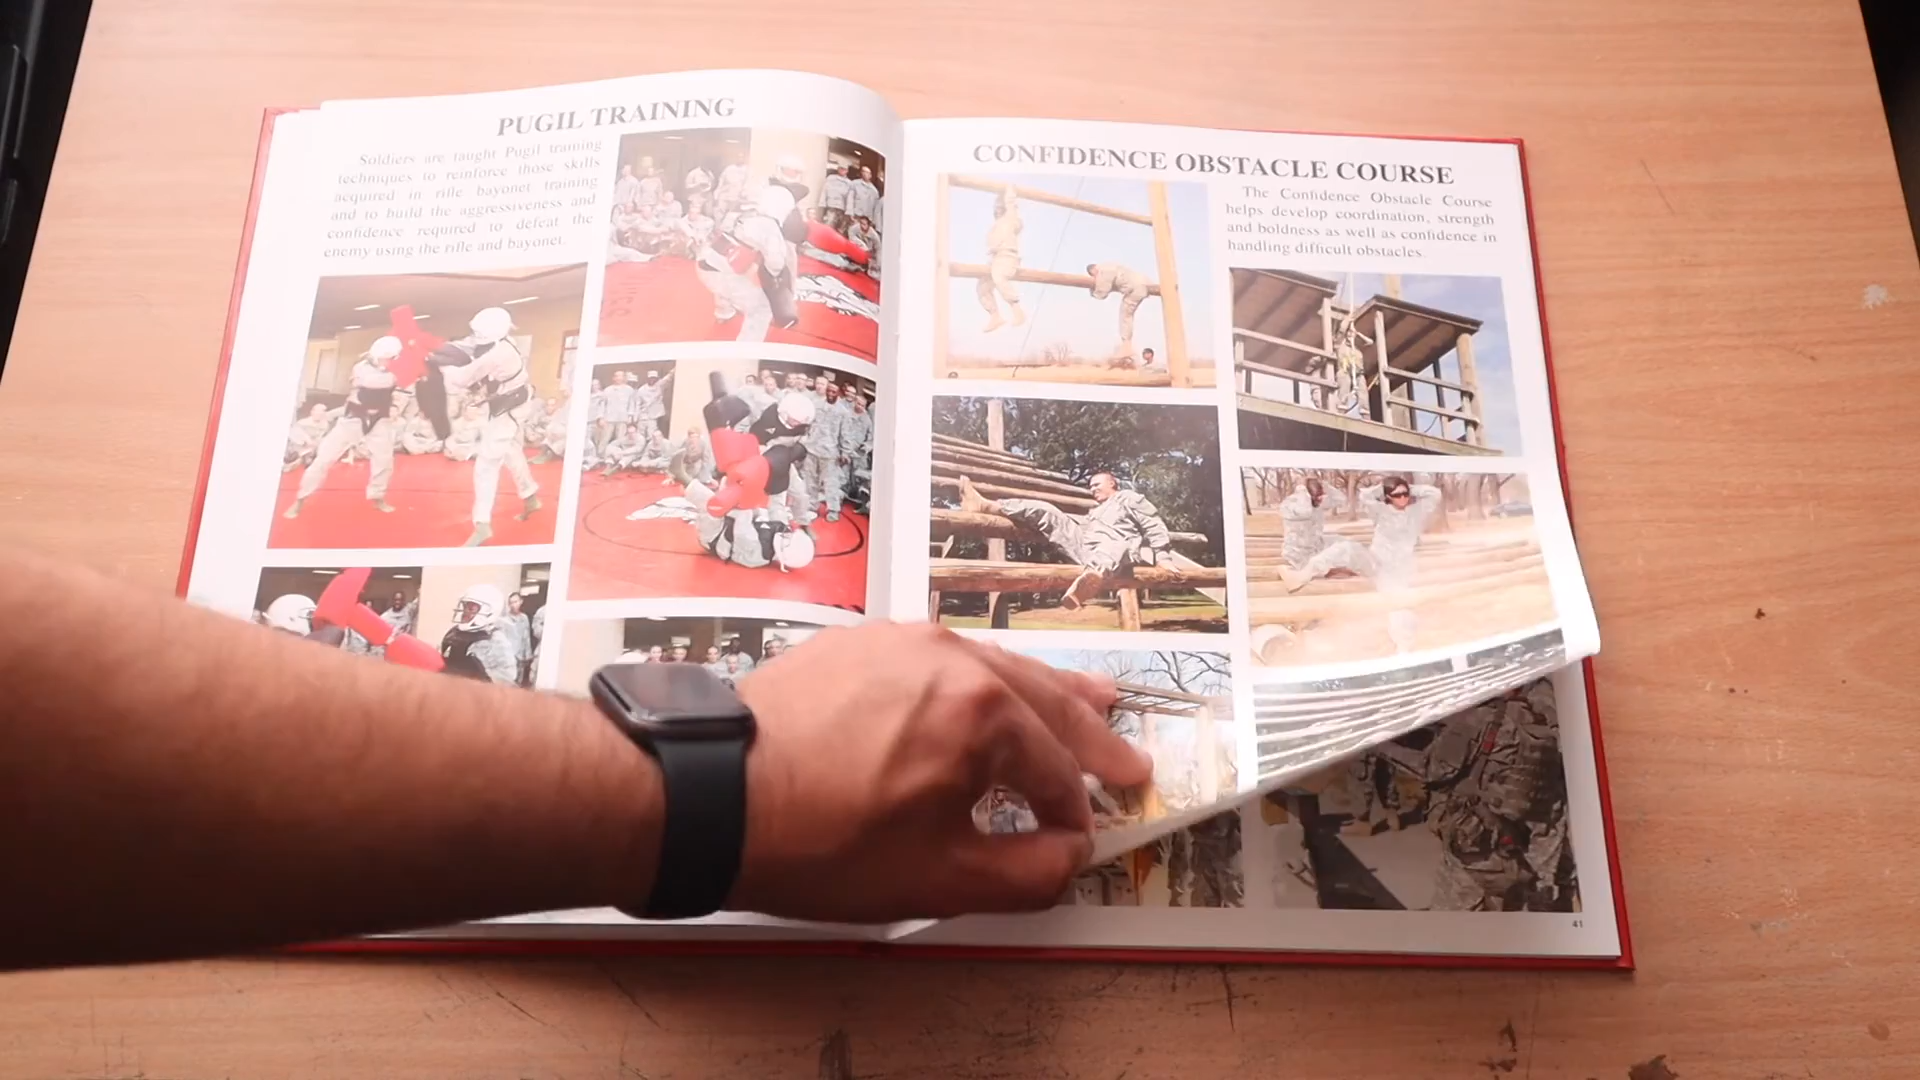 PUGIL TRAINING
Soldiers are taught Pugil training
techniques to reinforce those skills
acquired in rifle bayonet training
and to build the aggressiveness and
confidence required to defeat the
enemy using the rifle and bayonet.
CONFIDENCE OBSTACLE COURSE
The Confidence Obstacle Course
helps develop coordination, strength
and boldness as well as confidence in
handling difficult obstacles.
41